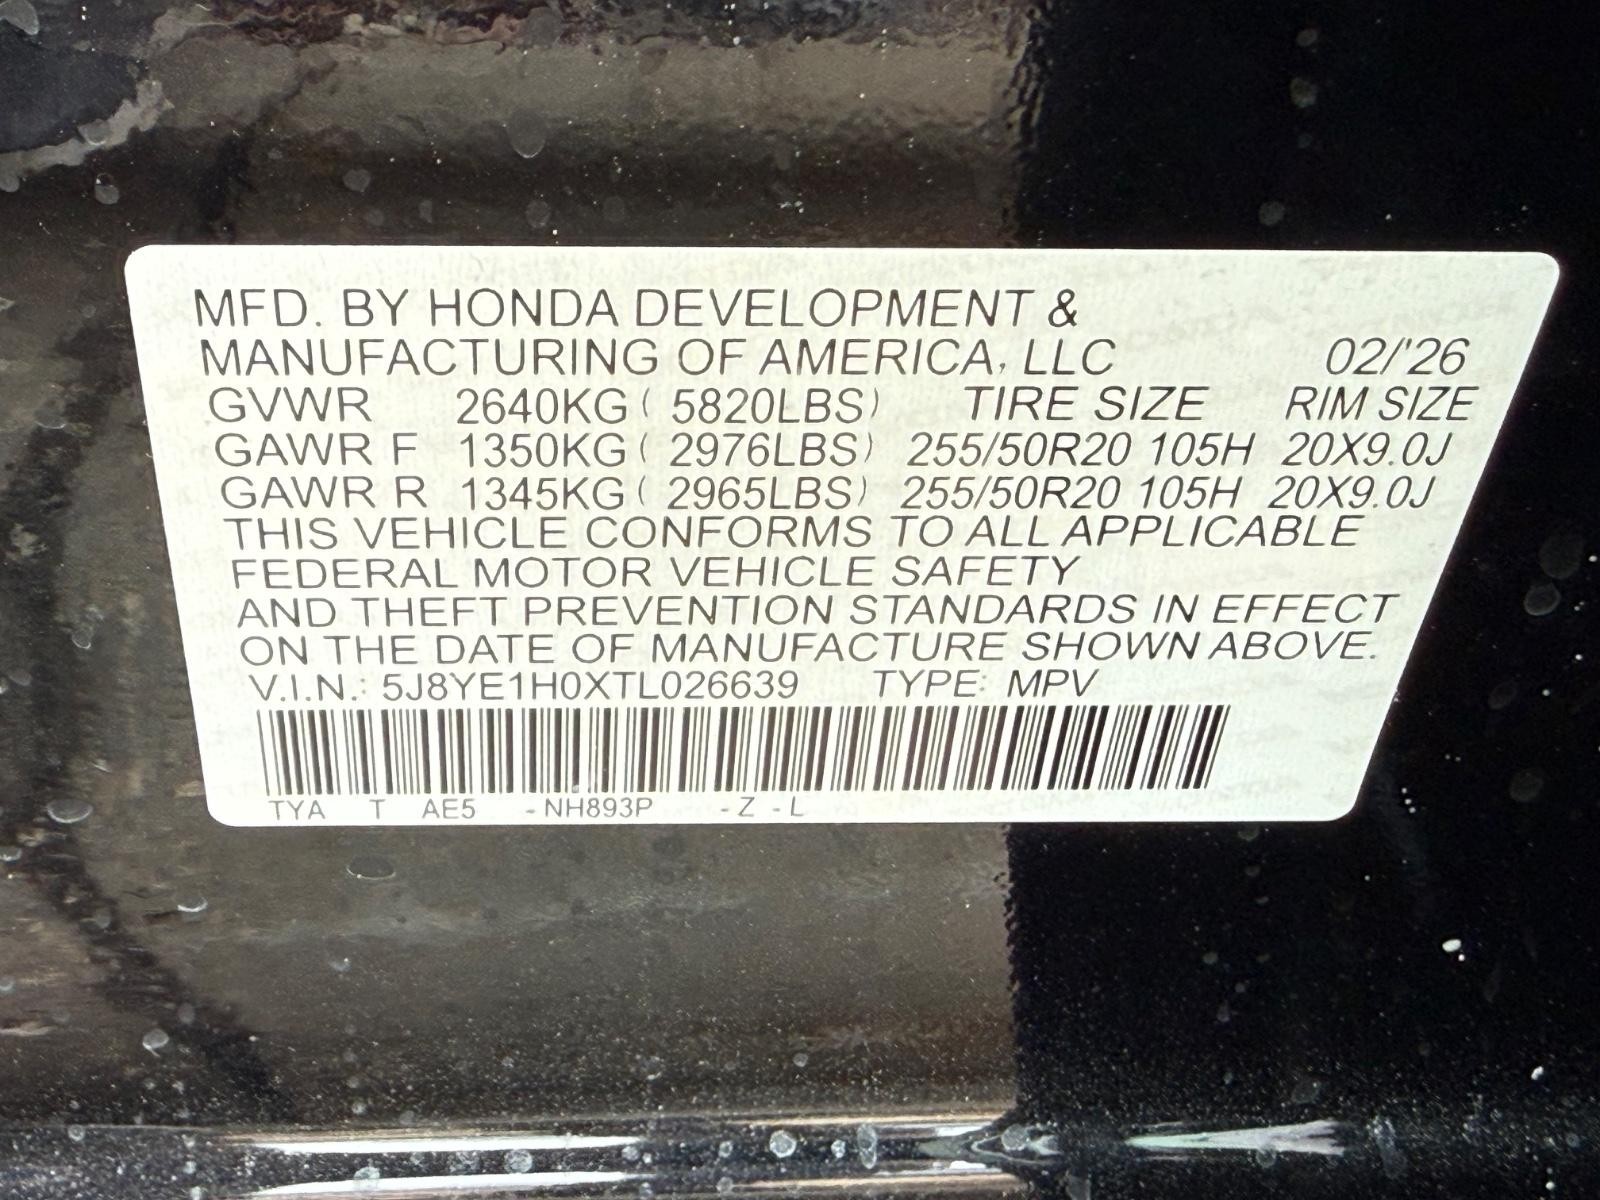 MFD. BY HONDA DEVELOPMENT &
MANUFACTURING OF AMERICA, LLC 02/'26
GVWR 2640KG ( 5820LBS) TIRE SIZE RIM SIZE
GAWR F 1350KG ( 2976LBS) 255/50R20 105H 20X9.0J
GAWR R 1345KG ( 2965LBS) 255/50R20 105H 20X9.0J
THIS VEHICLE CONFORMS TO ALL APPLICABLE
FEDERAL MOTOR VEHICLE SAFETY
AND THEFT PREVENTION STANDARDS IN EFFECT
ON THE DATE OF MANUFACTURE SHOWN ABOVE.
V.I.N.: 5J8YE1H0XTL026639 TYPE: MPV
TYA T AE5 -NH893P -Z -L